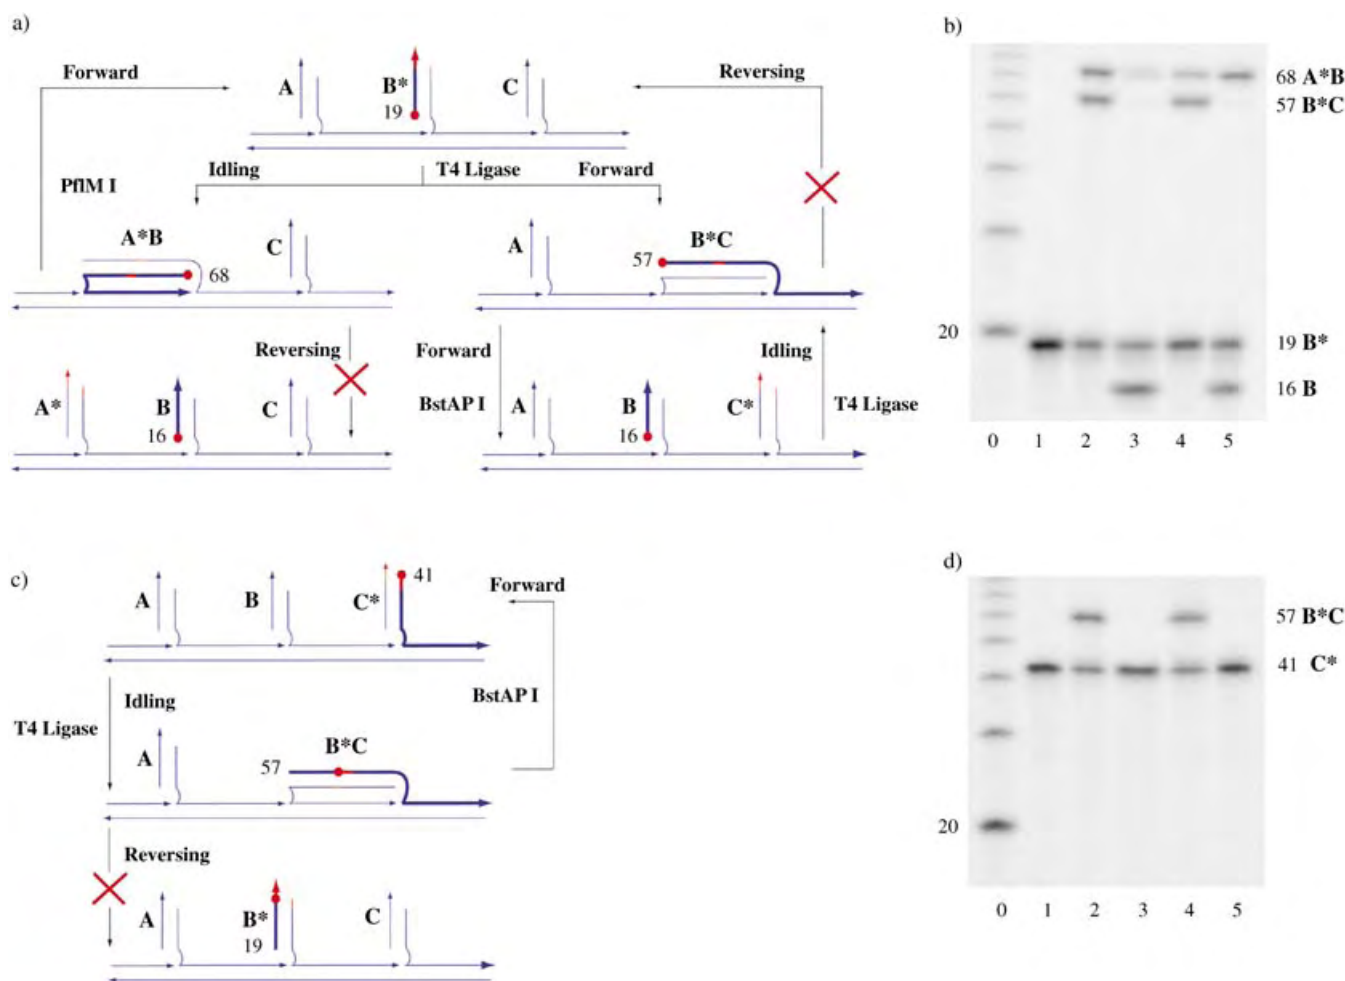 a)
Forward
A
B*
19
C
Reversing
PflM I
Idling
T4 Ligase
Forward
A*B
68
C
A
B*C
57
Reversing
Forward
Idling
A*
B
16
C
BstAP I
A
B
16
C*
T4 Ligase
b)
68 A*B
57 B*C
20
19 B*
16 B
0 1 2 3 4 5
c)
A
B
C*
41
Forward
Idling
T4 Ligase
BstAP I
A
B*C
57
Reversing
A
B*
19
C
d)
57 B*C
41 C*
20
0 1 2 3 4 5